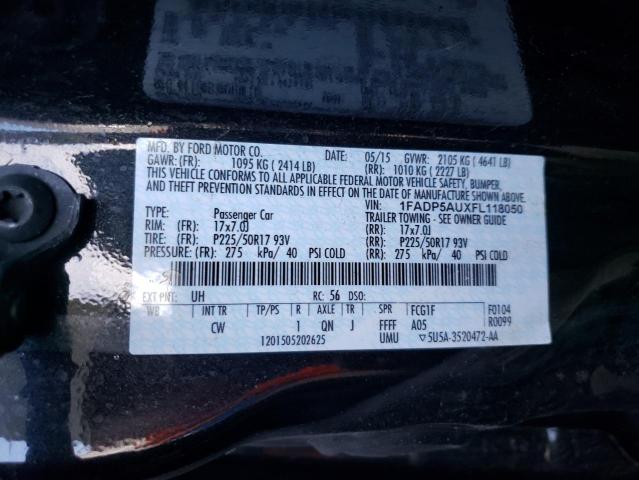 MFD. BY FORD MOTOR CO.
DATE: 05/15 GVWR: 2105 KG ( 4641 LB)
GAWR:(FR): 1095 KG ( 2414 LB) (RR): 1010 KG ( 2227 LB)
THIS VEHICLE CONFORMS TO ALL APPLICABLE FEDERAL MOTOR VEHICLE SAFETY, BUMPER,
AND THEFT PREVENTION STANDARDS IN EFFECT ON THE DATE OF MANUFACTURE SHOWN ABOVE.
VIN: 1FADP5AUXFL118050
TYPE: Passenger Car TRAILER TOWING - SEE OWNER GUIDE
RIM: (FR): 17x7.0J (RR): 17x7.0J
TIRE: (FR): P225/50R17 93V (RR): P225/50R17 93V
PRESSURE: (FR): 275 kPa/ 40 PSI COLD (RR): 275 kPa/ 40 PSI COLD
EXT PNT: UH RC: 56 DSO:
WB INT TR TP/PS R AXLE TR SPR FCG1F F0104
CW 1 QN J FFFF A05 R0099
1201505202625 UMU ▽5U5A-3520472-AA